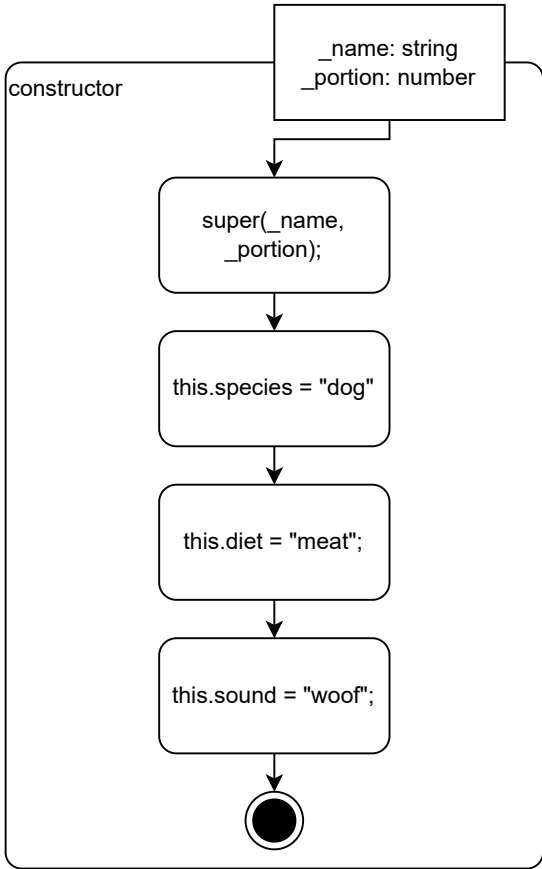 _name: string
_portion: number
constructor
super(_name,
_portion);
this.species = "dog"
this.diet = "meat";
this.sound = "woof";